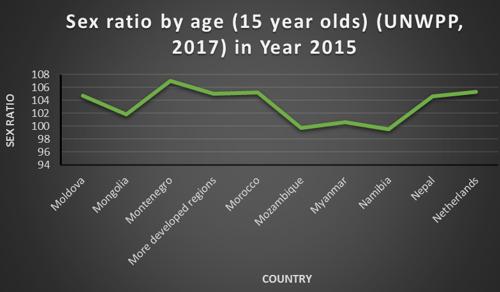 Sex ratio by age (15 year olds) (UNWPP,
2017) in Year 2015
SEX RATIO
108
106
104
102
100
98
96
94
Moldova
Mongolia
Montenegro
More developed regions
Morocco
Mozambique
Myanmar
Namibia
Nepal
Netherlands
COUNTRY